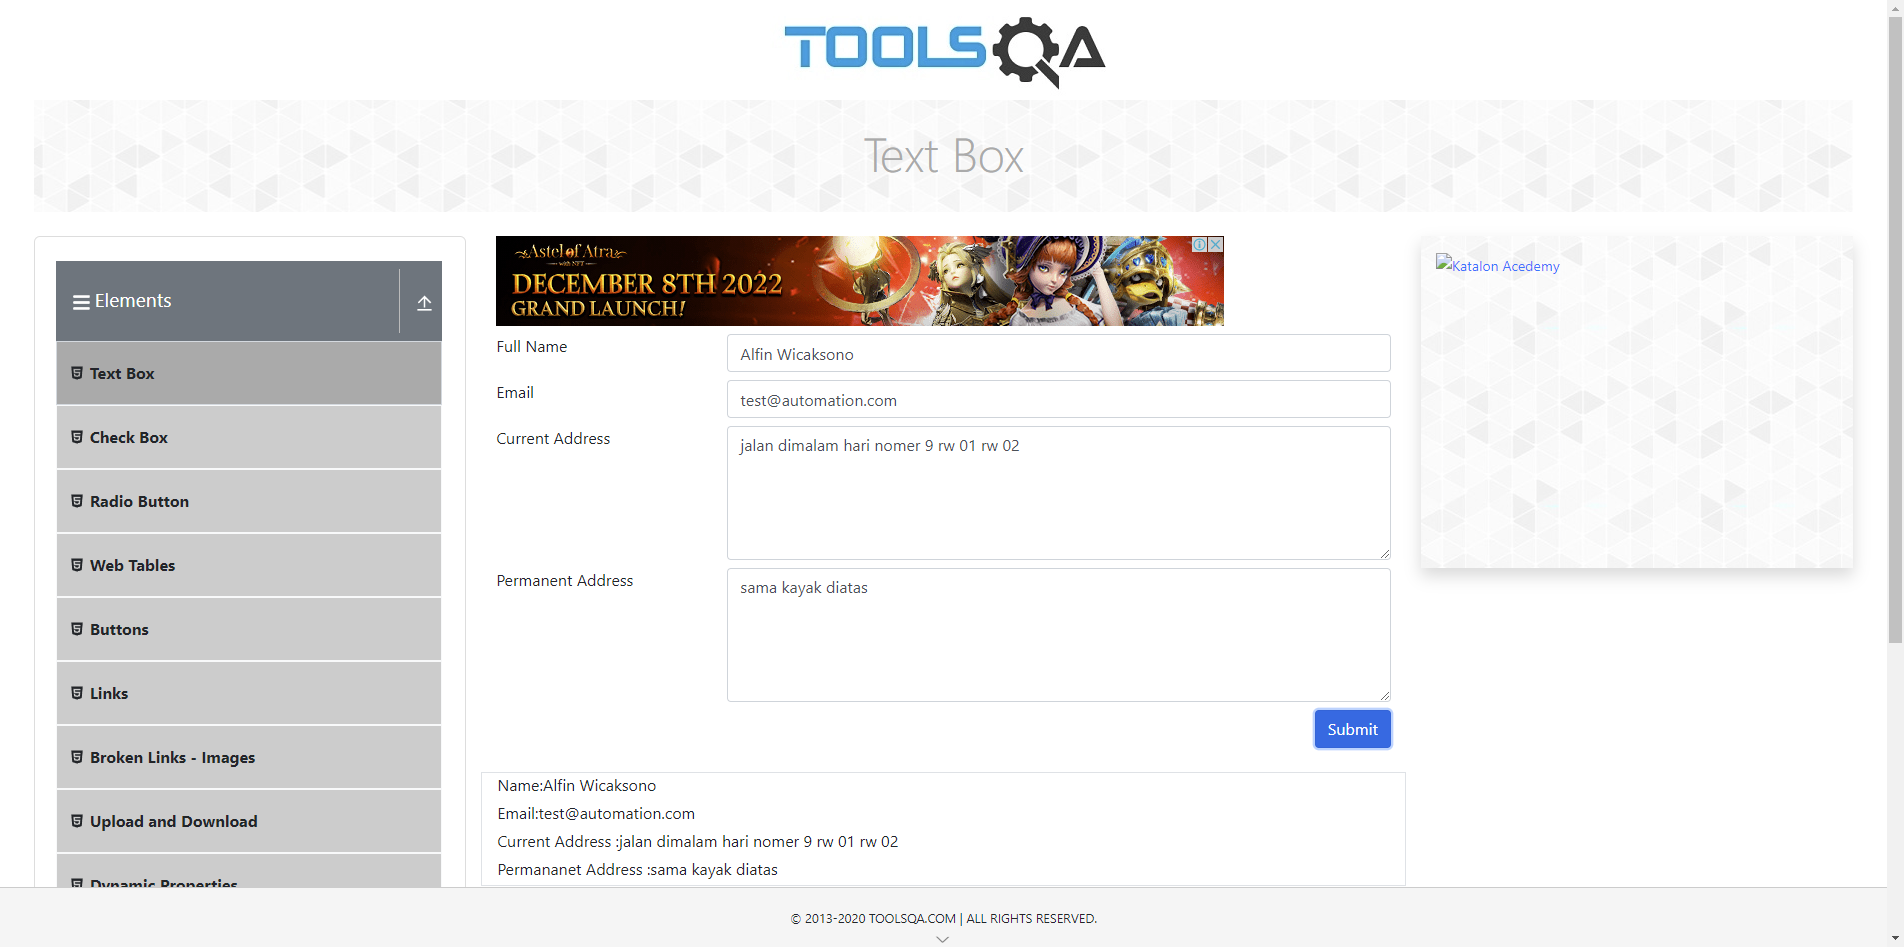 TOOLSQA
Text Box
Elements
Text Box
Check Box
Radio Button
Web Tables
Buttons
Links
Broken Links - Images
Upload and Download
Dynamic Properties
Astel of Atra
with NFT
DECEMBER 8TH 2022
GRAND LAUNCH!
Full Name
Alfin Wicaksono
Email
test@automation.com
Current Address
jalan dimalam hari nomer 9 rw 01 rw 02
Permanent Address
sama kayak diatas
Submit
Name:Alfin Wicaksono
Email:test@automation.com
Current Address :jalan dimalam hari nomer 9 rw 01 rw 02
Permananet Address :sama kayak diatas
Katalon Acedemy
© 2013-2020 TOOLSQA.COM | ALL RIGHTS RESERVED.